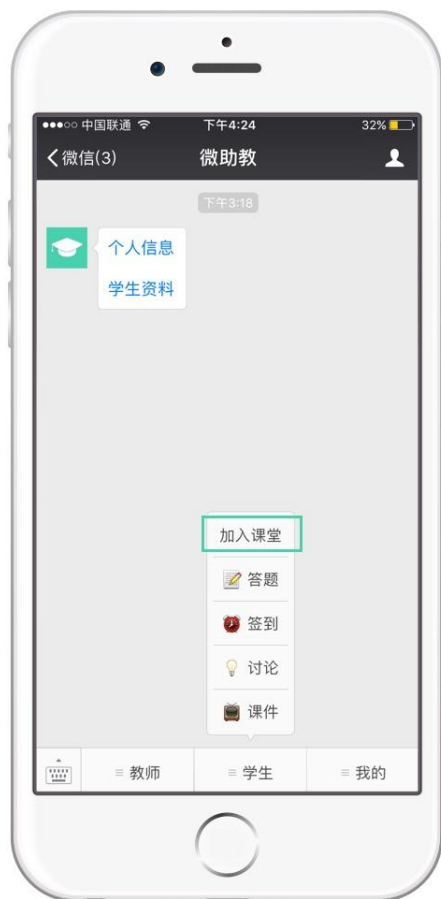 中国联通 下午4:24 32%
微信(3) 微助教
下午3:18
个人信息
学生资料
加入课堂
答题
签到
讨论
课件
教师 学生 我的